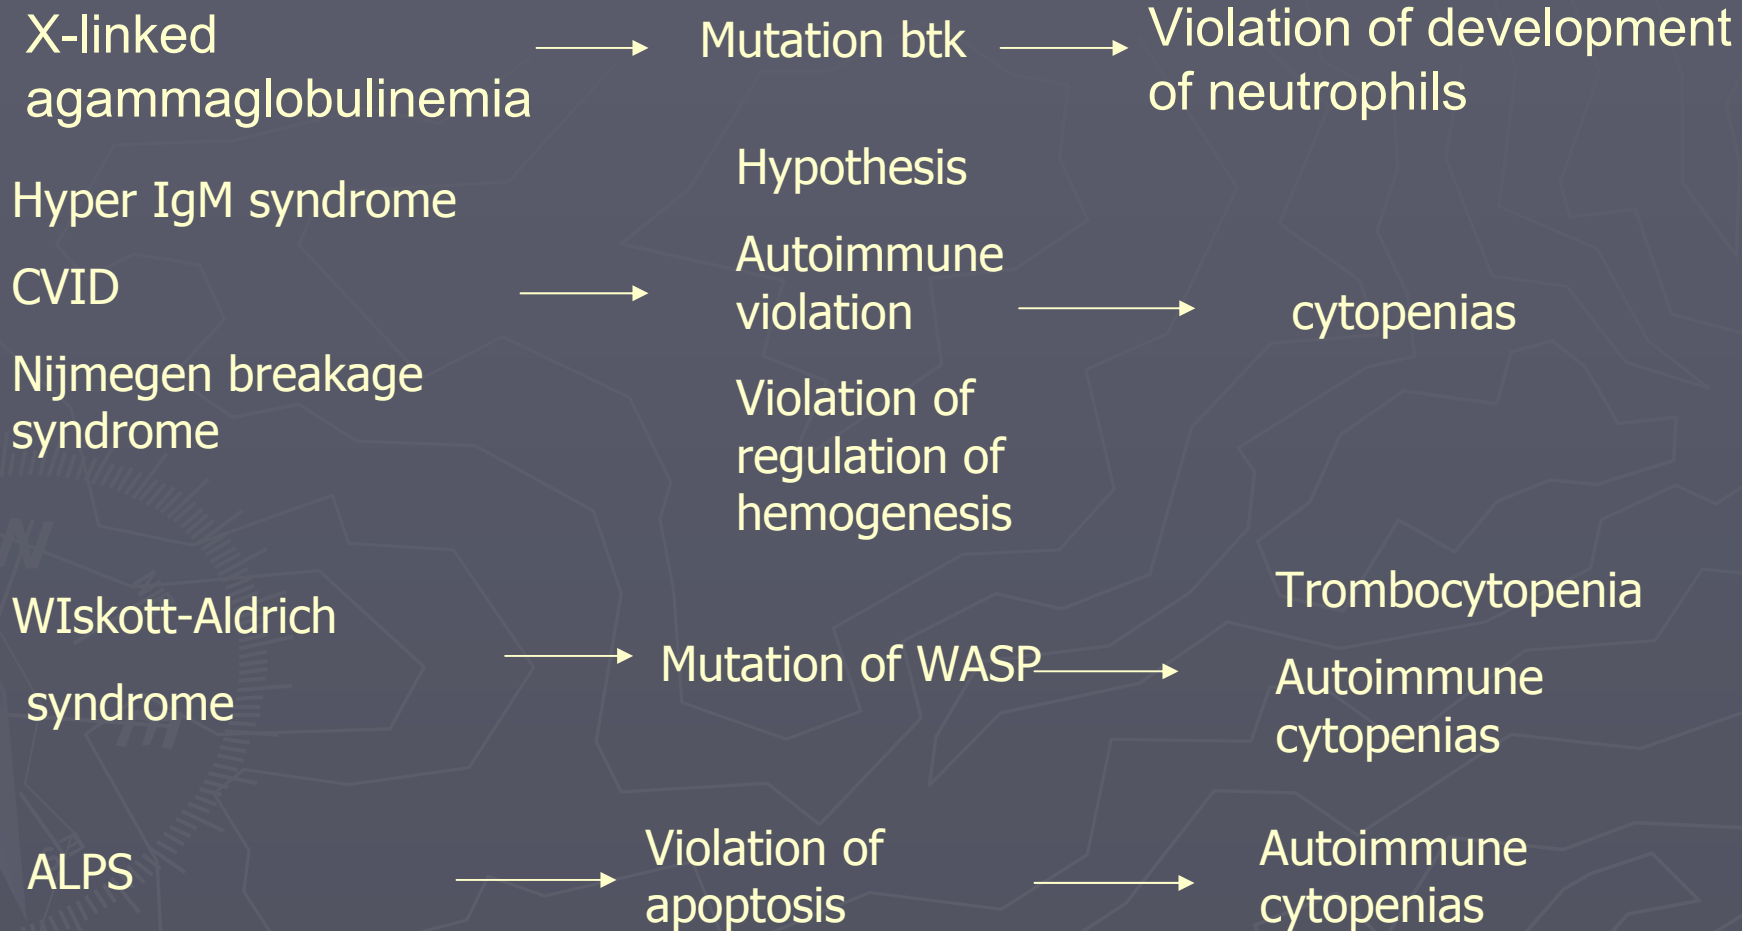 X-linked
agammaglobulinemia
Mutation btk
Violation of development
of neutrophils
Hyper IgM syndrome
CVID
Nijmegen breakage
syndrome
Hypothesis
Autoimmune
violation
Violation of
regulation of
hemogenesis
cytopenias
WIskott-Aldrich
syndrome
Mutation of WASP
Trombocytopenia
Autoimmune
cytopenias
ALPS
Violation of
apoptosis
Autoimmune
cytopenias
N
E